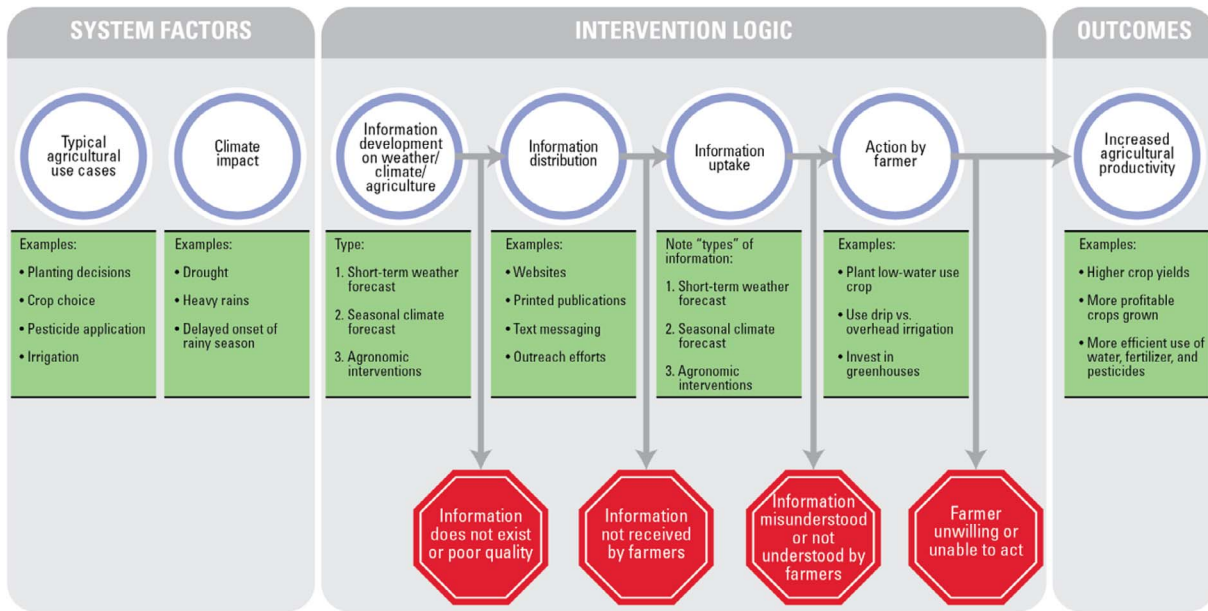 SYSTEM FACTORS
INTERVENTION LOGIC
OUTCOMES
Typical
agricultural
use cases
Climate
impact
Information
development
on weather/
climate/
agriculture
Information
distribution
Information
uptake
Action by
farmer
Increased
agricultural
productivity
Examples:
• Planting decisions
• Crop choice
• Pesticide application
• Irrigation
Examples:
• Drought
• Heavy rains
• Delayed onset of
rainy season
Type:
1. Short-term weather
forecast
2. Seasonal climate
forecast
3. Agronomic
interventions
Examples:
• Websites
• Printed publications
• Text messaging
• Outreach efforts
Note “types” of
information:
1. Short-term weather
forecast
2. Seasonal climate
forecast
3. Agronomic
interventions
Examples:
• Plant low-water use
crop
• Use drip vs.
overhead irrigation
• Invest in
greenhouses
Examples:
• Higher crop yields
• More profitable
crops grown
• More efficient use of
water, fertilizer, and
pesticides
Information
does not exist
or poor quality
Information
not received
by farmers
Information
misunderstood
or not
understood by
farmers
Farmer
unwilling or
unable to act